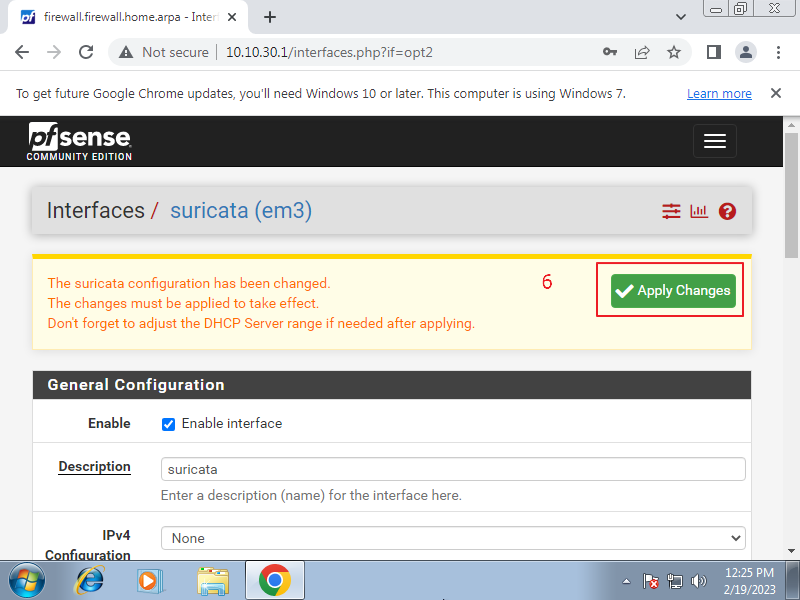 firewall.firewall.home.arpa - Inter
Not secure
10.10.30.1/interfaces.php?if=opt2
To get future Google Chrome updates, you'll need Windows 10 or later. This computer is using Windows 7.
Learn more
pfsense
COMMUNITY EDITION
Interfaces / suricata (em3)
The suricata configuration has been changed.
The changes must be applied to take effect.
Don't forget to adjust the DHCP Server range if needed after applying.
6
Apply Changes
General Configuration
Enable
Enable interface
Description
suricata
Enter a description (name) for the interface here.
IPv4
Configuration
None
12:25 PM
2/19/2023